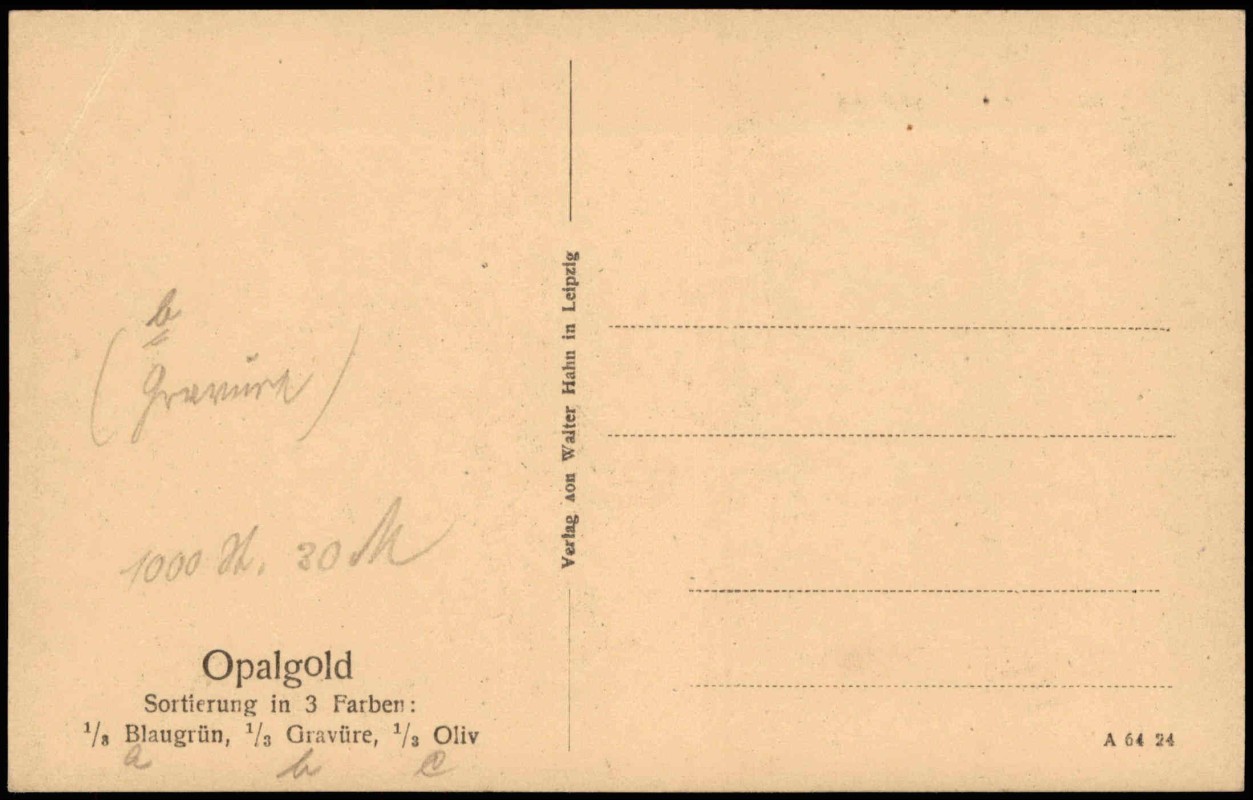 b
(Gravüre)
1000 St. 30 M
Opalgold
Sortierung in 3 Farben:
1/3 Blaugrün, 1/3 Gravüre, 1/3 Oliv
a b c
Verlag von Walter Hahn in Leipzig
A 64 24